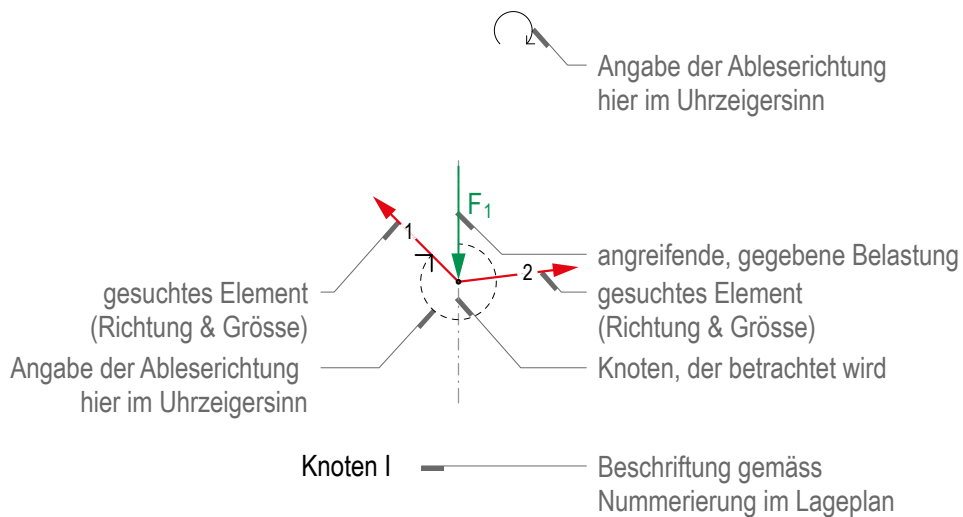 Angabe der Ableserichtung
hier im Uhrzeigersinn
F1
1
angreifende, gegebene Belastung
2
gesuchtes Element
(Richtung & Grösse)
gesuchtes Element
(Richtung & Grösse)
Angabe der Ableserichtung
hier im Uhrzeigersinn
Knoten, der betrachtet wird
Knoten I
Beschriftung gemäss
Nummerierung im Lageplan